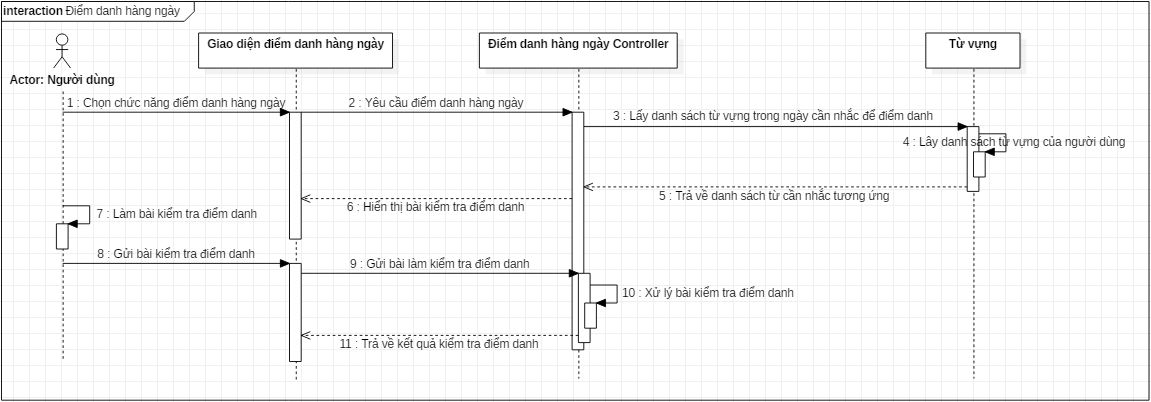 interaction Điểm danh hàng ngày
Giao diện điểm danh hàng ngày
Điểm danh hàng ngày Controller
Từ vựng
Actor: Người dùng
1 : Chọn chức năng điểm danh hàng ngày
2 : Yêu cầu điểm danh hàng ngày
3 : Lấy danh sách từ vựng trong ngày cần nhắc để điểm danh
4 : Lây danh sách từ vựng của người dùng
5 : Trả về danh sách từ cần nhắc tương ứng
6 : Hiển thị bài kiểm tra điểm danh
7 : Làm bài kiểm tra điểm danh
8 : Gửi bài kiểm tra điểm danh
9 : Gửi bài làm kiểm tra điểm danh
10 : Xử lý bài kiểm tra điểm danh
11 : Trả về kết quả kiểm tra điểm danh